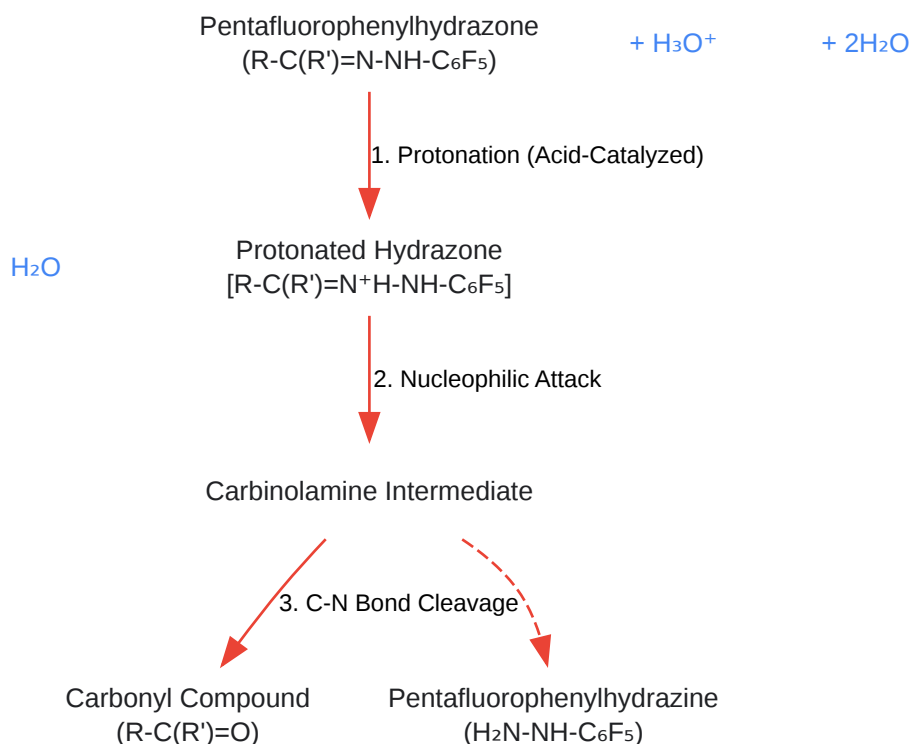 Pentafluorophenylhydrazone
(R-C(R')=N-NH-C₆F₅)
+ H₃O⁺
+ 2H₂O
1. Protonation (Acid-Catalyzed)
H₂O
Protonated Hydrazone
[R-C(R')=N⁺H-NH-C₆F₅]
2. Nucleophilic Attack
Carbinolamine Intermediate
3. C-N Bond Cleavage
Carbonyl Compound
(R-C(R')=O)
Pentafluorophenylhydrazine
(H₂N-NH-C₆F₅)